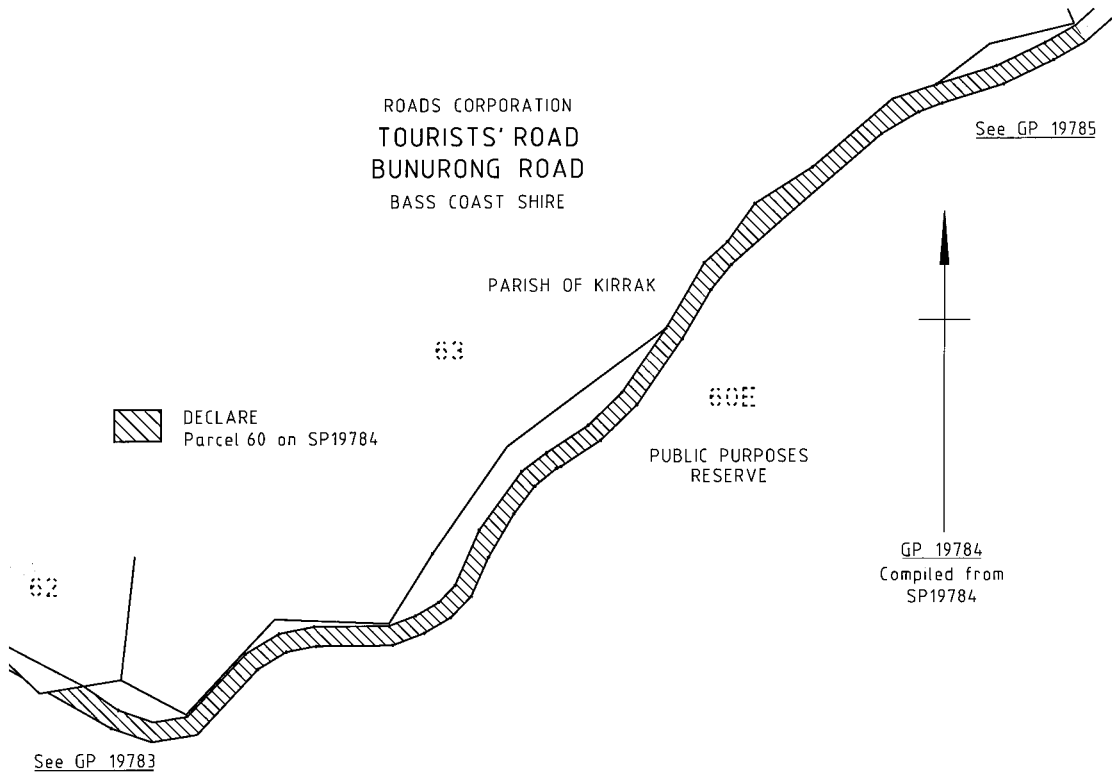 ROADS CORPORATION
TOURISTS' ROAD
BUNURONG ROAD
BASS COAST SHIRE
See GP 19785
PARISH OF KIRRAK
63
60E
DECLARE
Parcel 60 on SP19784
PUBLIC PURPOSES
RESERVE
GP 19784
Compiled from
SP19784
62
See GP 19783